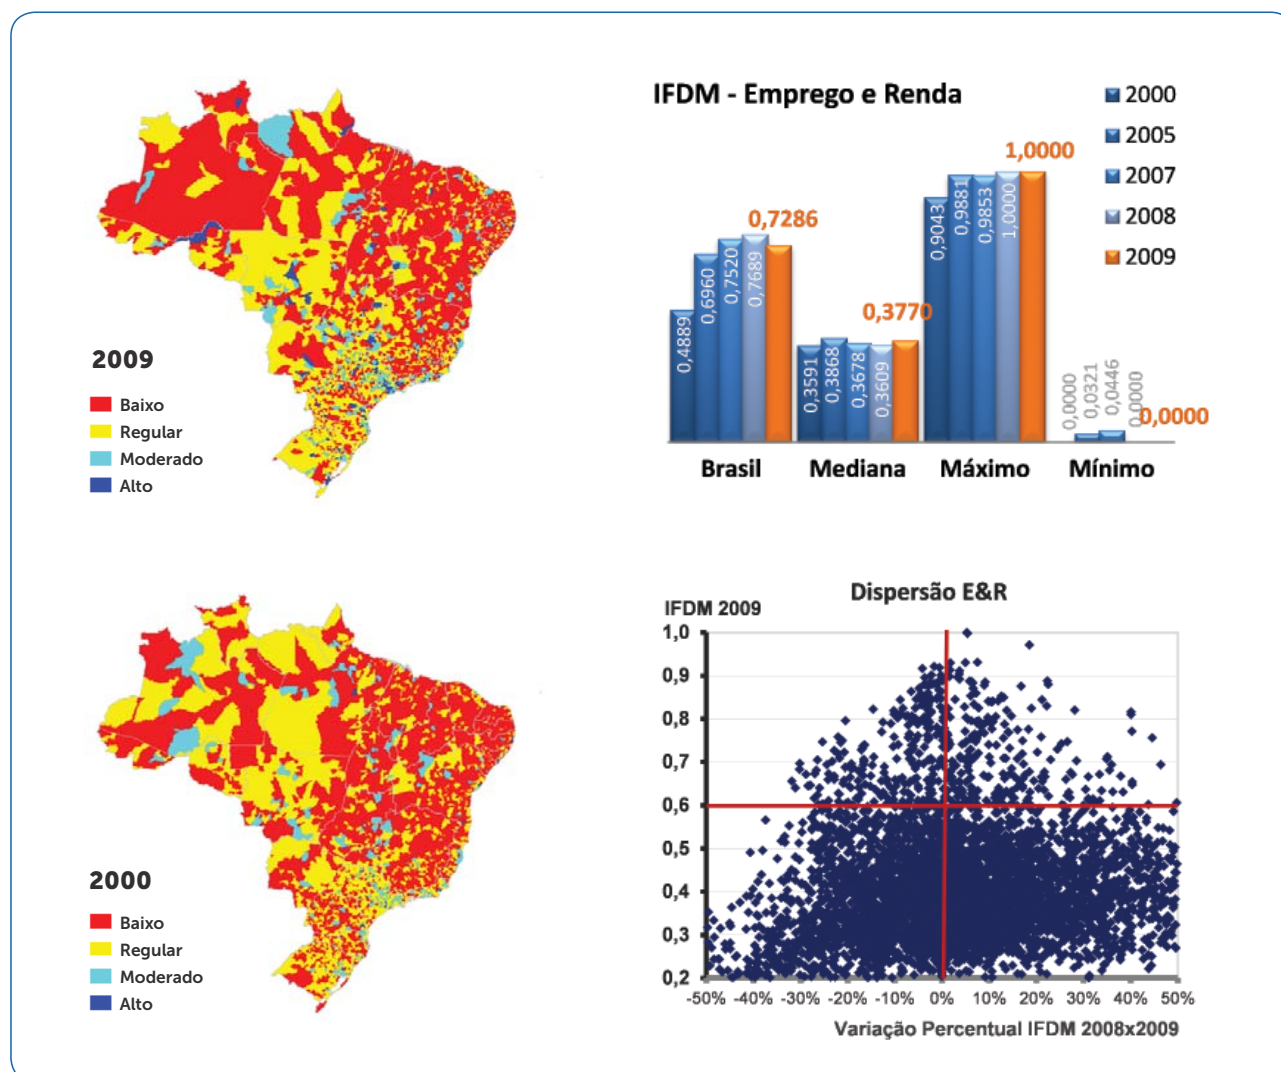 2009
Baixo
Regular
Moderado
Alto
IFDM - Emprego e Renda
2000
2005
2007
2008
2009
0,4889
0,6960
0,7520
0,7689
0,7286
0,3591
0,3868
0,3678
0,3609
0,3770
0,9043
0,9881
0,9853
1,0000
1,0000
0,0000
0,0321
0,0446
0,0000
0,0000
Brasil Mediana Máximo Mínimo
2000
Baixo
Regular
Moderado
Alto
Dispersão E&R
IFDM 2009
1,0
0,9
0,8
0,7
0,6
0,5
0,4
0,3
0,2
-50% -40% -30% -20% -10% 0% 10% 20% 30% 40% 50%
Variação Percentual IFDM 2008x2009